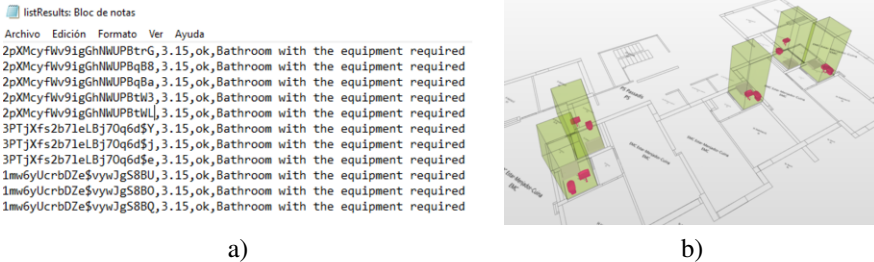 listResults: Bloc de notas
Archivo Edición Formato Ver Ayuda
2pXMcyfWv9igGhNWUPBtrG,3.15,ok,Bathroom with the equipment required
2pXMcyfWv9igGhNWUPBqB8,3.15,ok,Bathroom with the equipment required
2pXMcyfWv9igGhNWUPBqBa,3.15,ok,Bathroom with the equipment required
2pXMcyfWv9igGhNWUPBtW3,3.15,ok,Bathroom with the equipment required
2pXMcyfWv9igGhNWUPBtWL,3.15,ok,Bathroom with the equipment required
3PTjXfs2b71eLBj7Oq6d$Y,3.15,ok,Bathroom with the equipment required
3PTjXfs2b71eLBj7Oq6d$j,3.15,ok,Bathroom with the equipment required
3PTjXfs2b71eLBj7Oq6d$e,3.15,ok,Bathroom with the equipment required
1mw6yUcrbDZe$vywJgS8BU,3.15,ok,Bathroom with the equipment required
1mw6yUcrbDZe$vywJgS8BO,3.15,ok,Bathroom with the equipment required
1mw6yUcrbDZe$vywJgS8BQ,3.15,ok,Bathroom with the equipment required
a)
b)